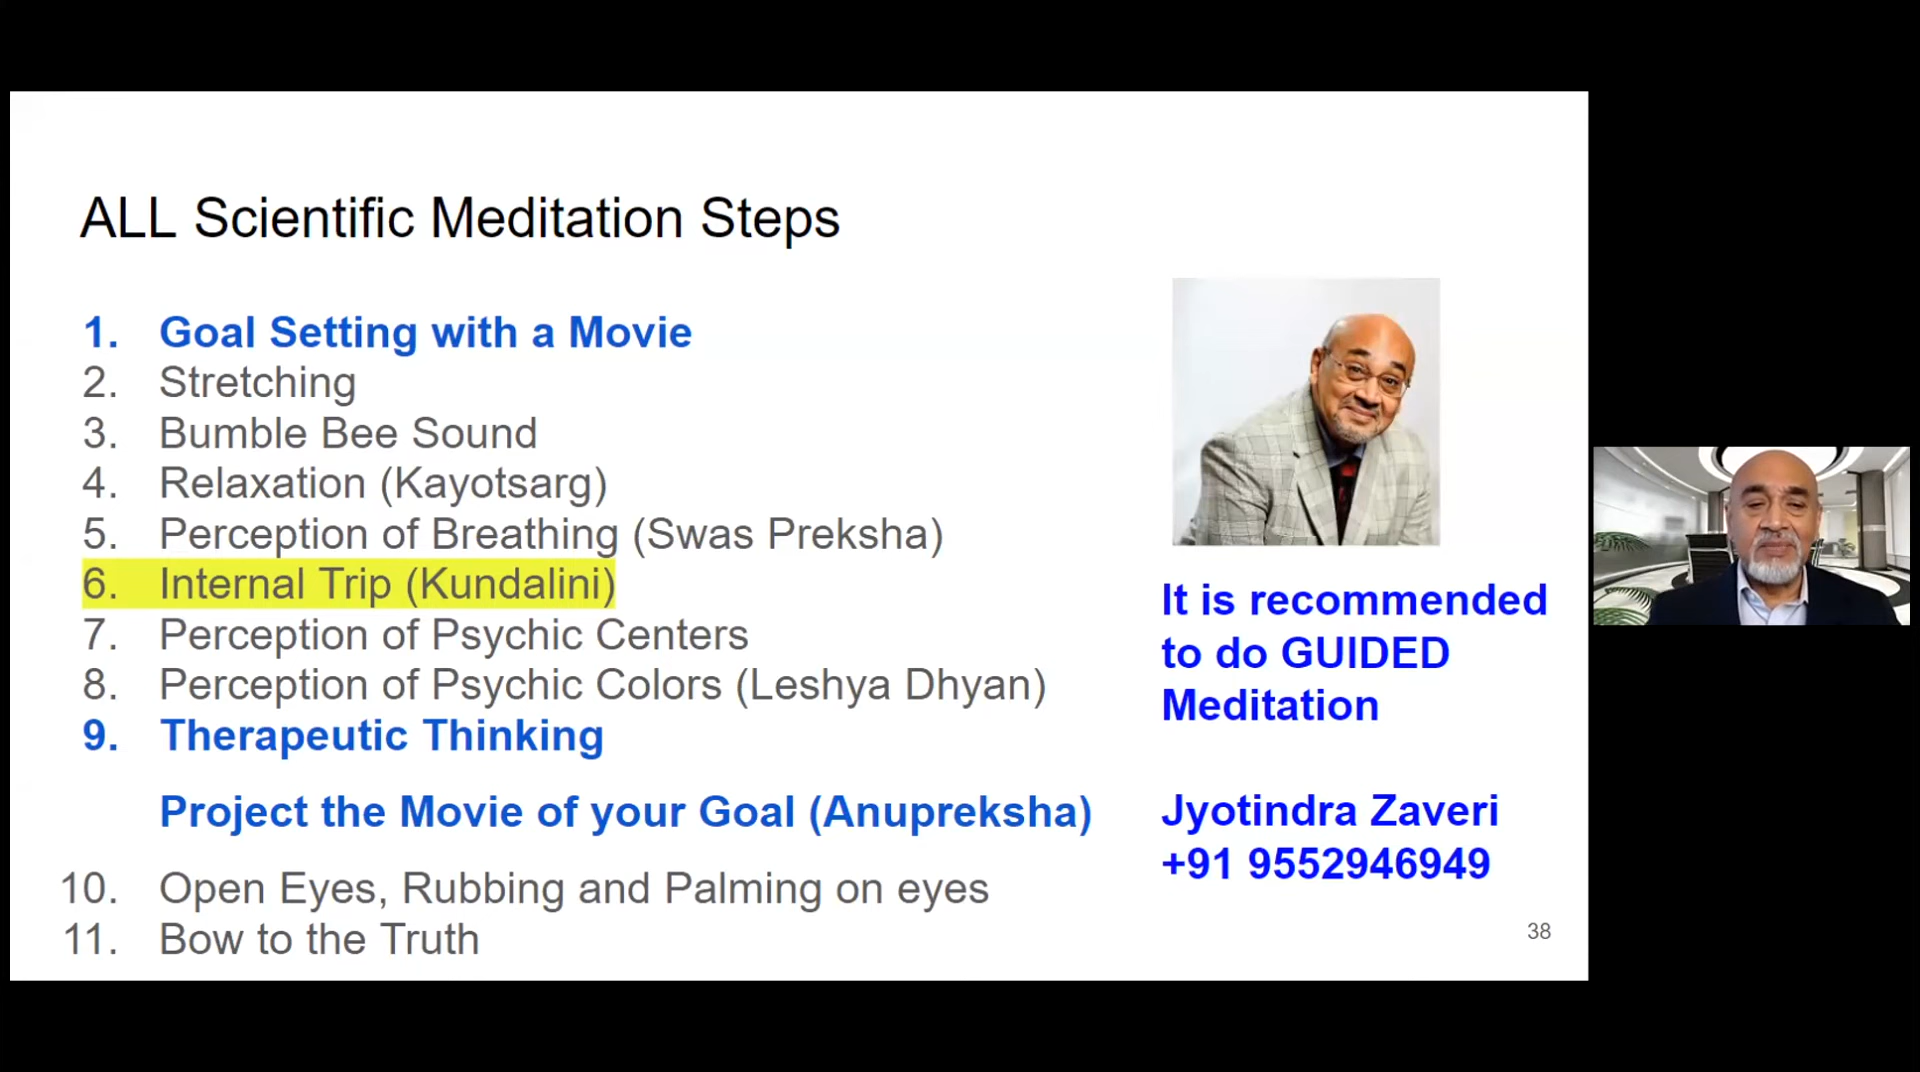 ALL Scientific Meditation Steps
1. Goal Setting with a Movie
2. Stretching
3. Bumble Bee Sound
4. Relaxation (Kayotsarg)
5. Perception of Breathing (Swas Preksha)
6. Internal Trip (Kundalini)
7. Perception of Psychic Centers
8. Perception of Psychic Colors (Leshya Dhyan)
9. Therapeutic Thinking
Project the Movie of your Goal (Anupreksha)
10. Open Eyes, Rubbing and Palming on eyes
11. Bow to the Truth
It is recommended
to do GUIDED
Meditation
Jyotindra Zaveri
+91 9552946949
38